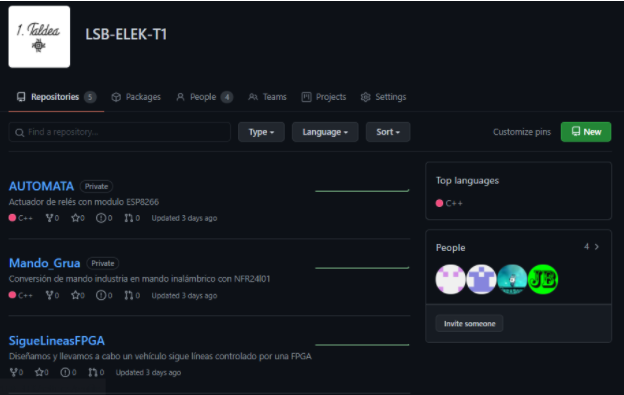 1. Taldea
LSB-ELEK-T1
Repositories 5 Packages People 4 Teams Projects Settings
Find a repository... Type Language Sort Customize pins New
AUTOMATA Private
Actuador de relés con modulo ESP8266
C++ 0 0 0 0 Updated 3 days ago
Mando_Grua Private
Conversión de mando industria en mando inalámbrico con NFR24l01
C++ 0 0 0 0 Updated 3 days ago
SigueLineasFPGA
Diseñamos y llevamos a cabo un vehículo sigue líneas controlado por una FPGA
0 0 0 0 Updated 3 days ago
Top languages
C++
People 4
JB
Invite someone